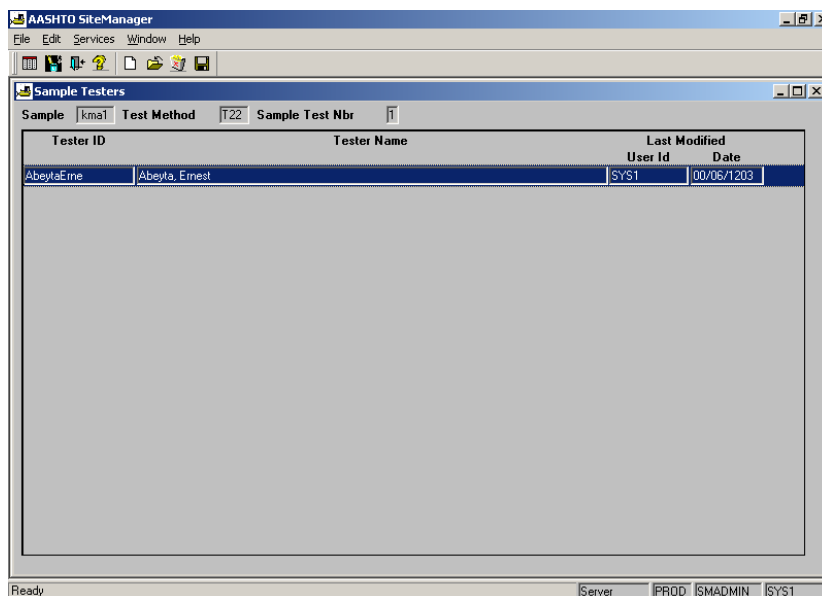 AASHTO SiteManager
File Edit Services Window Help
Sample Testers
Sample kma1 Test Method T22 Sample Test Nbr 1
Tester ID Tester Name Last Modified
User Id Date
AbeytaErne Abeyta, Ernest SYS1 00/06/1203
Ready Server PROD SMADMIN SYS1